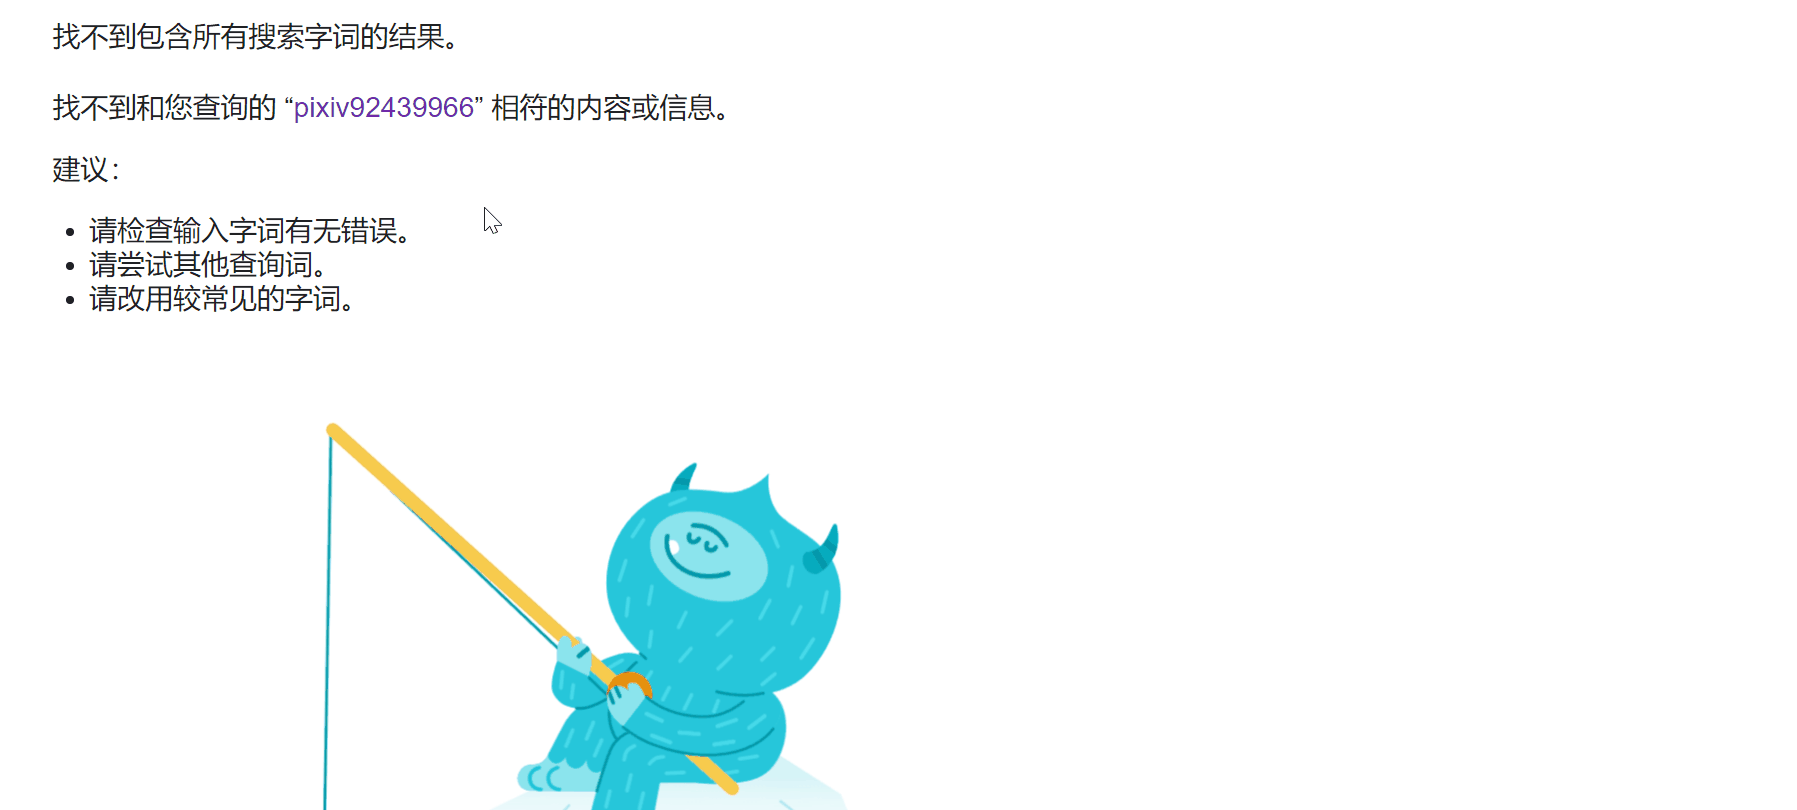 找不到包含所有搜索字词的结果。
找不到和您查询的 “pixiv92439966” 相符的内容或信息。
建议：
请检查输入字词有无错误。
请尝试其他查询词。
请改用较常见的字词。